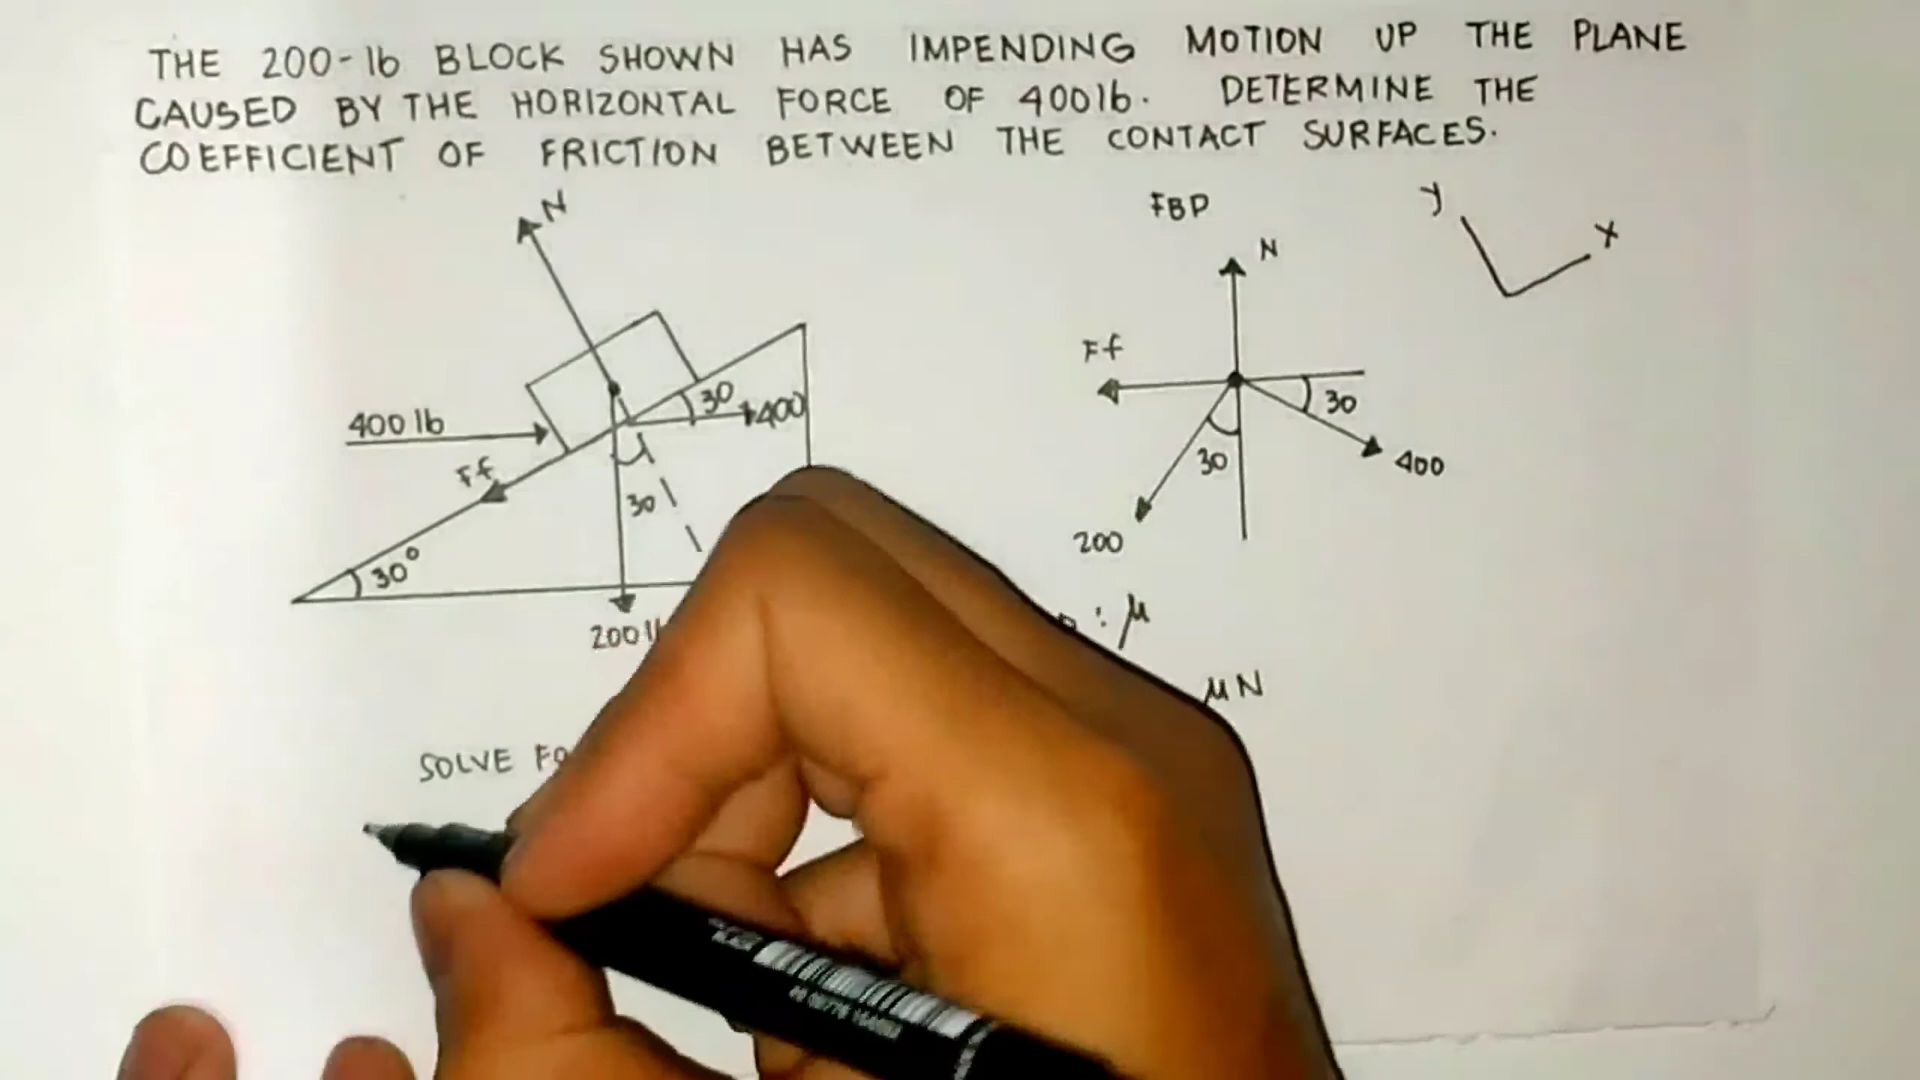 THE 200-lb BLOCK SHOWN HAS IMPENDING MOTION UP THE PLANE
CAUSED BY THE HORIZONTAL FORCE OF 400lb. DETERMINE THE
COEFFICIENT OF FRICTION BETWEEN THE CONTACT SURFACES.
N
400 lb
Ff
30
400
30
30°
200 l
FBD
y
x
N
Ff
30
30
400
200
: μ
μN
SOLVE FO